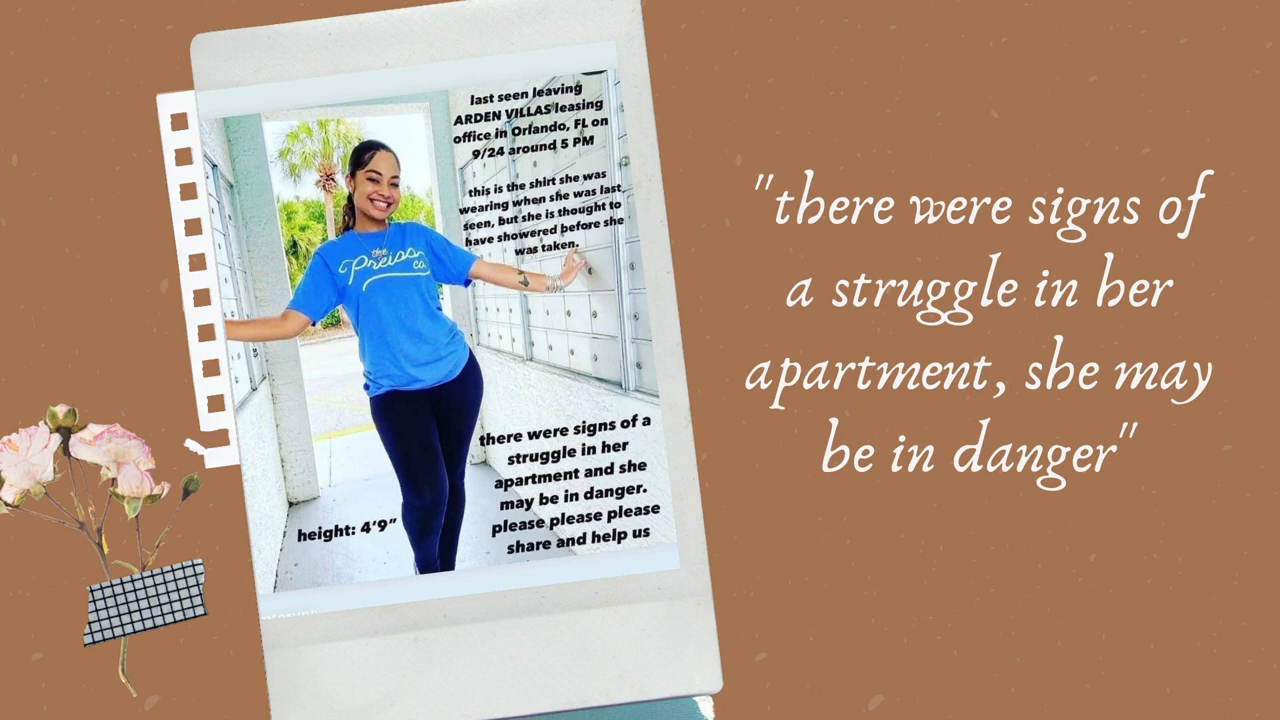 last seen leaving
ARDEN VILLAS leasing
office in Orlando, FL on
9/24 around 5 PM
this is the shirt she was
wearing when she was last
seen, but she is thought to
have showered before she
was taken.
the
Preiss
co.
there were signs of a
struggle in her
apartment and she
may be in danger.
please please please
share and help us
height: 4'9"
"there were signs of
a struggle in her
apartment, she may
be in danger"